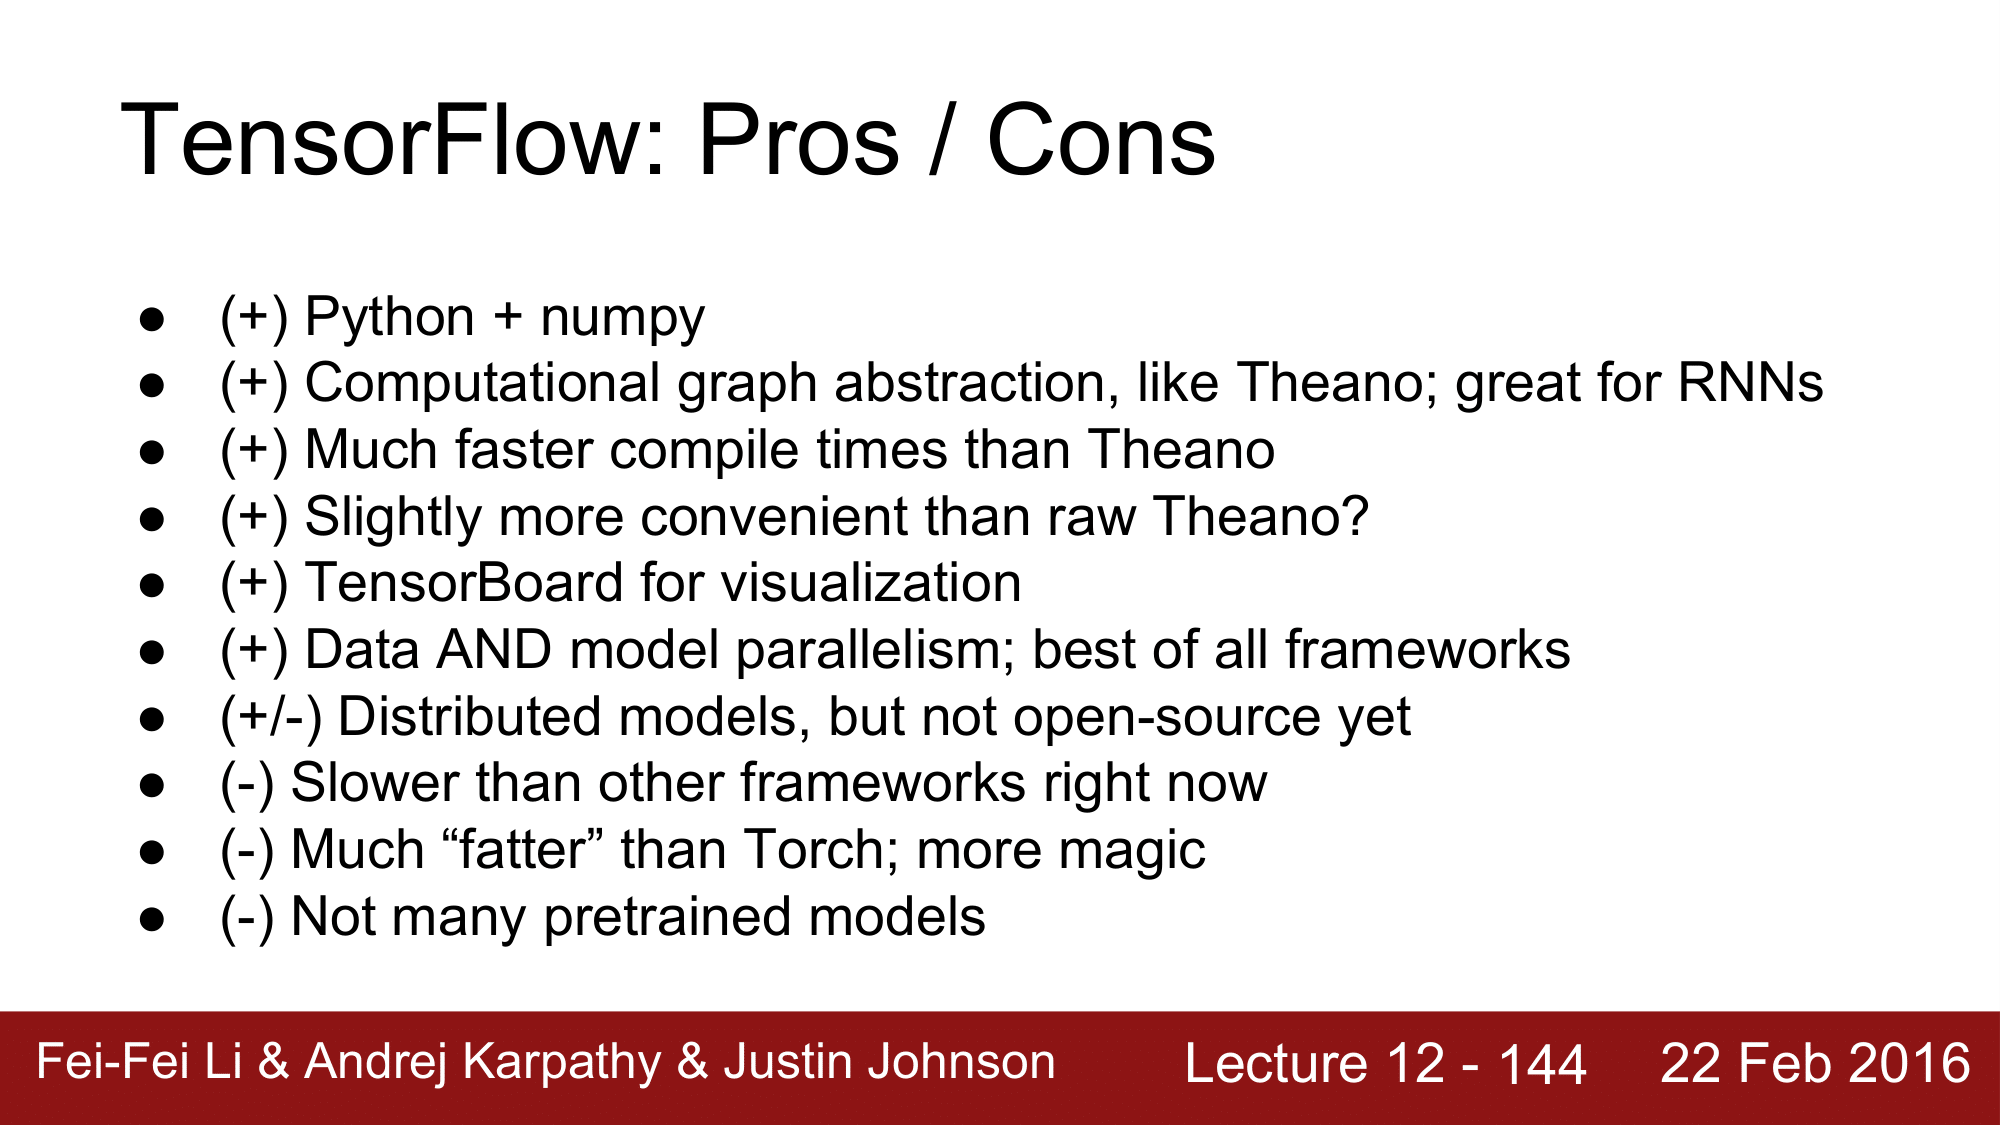 TensorFlow: Pros / Cons
● (+) Python + numpy
● (+) Computational graph abstraction, like Theano; great for RNNs
● (+) Much faster compile times than Theano
● (+) Slightly more convenient than raw Theano?
● (+) TensorBoard for visualization
● (+) Data AND model parallelism; best of all frameworks
● (+/-) Distributed models, but not open-source yet
● (-) Slower than other frameworks right now
● (-) Much “fatter” than Torch; more magic
● (-) Not many pretrained models
Fei-Fei Li & Andrej Karpathy & Justin Johnson Lecture 12 - 144 22 Feb 2016